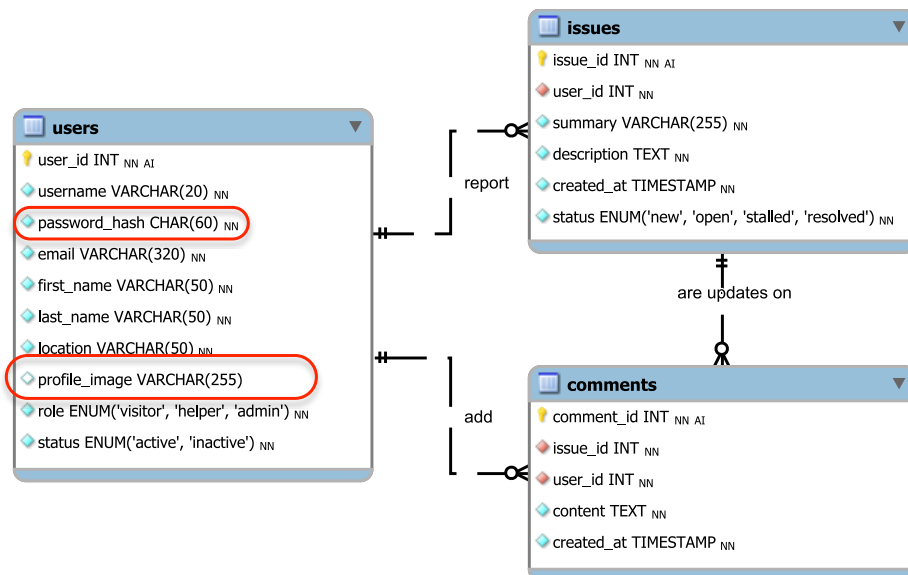 users
user_id INT NN AI
username VARCHAR(20) NN
password_hash CHAR(60) NN
email VARCHAR(320) NN
first_name VARCHAR(50) NN
last_name VARCHAR(50) NN
location VARCHAR(50) NN
profile_image VARCHAR(255)
role ENUM('visitor', 'helper', 'admin') NN
status ENUM('active', 'inactive') NN
report
add
issues
issue_id INT NN AI
user_id INT NN
summary VARCHAR(255) NN
description TEXT NN
created_at TIMESTAMP NN
status ENUM('new', 'open', 'stalled', 'resolved') NN
are updates on
comments
comment_id INT NN AI
issue_id INT NN
user_id INT NN
content TEXT NN
created_at TIMESTAMP NN